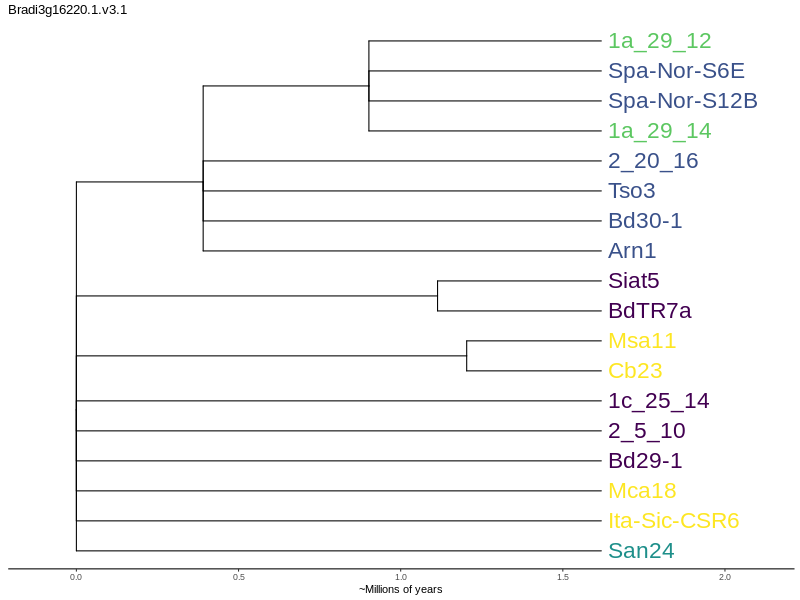 Bradi3g16220.1.v3.1
1a_29_12
Spa-Nor-S6E
Spa-Nor-S12B
1a_29_14
2_20_16
Tso3
Bd30-1
Arn1
Siat5
BdTR7a
Msa11
Cb23
1c_25_14
2_5_10
Bd29-1
Mca18
Ita-Sic-CSR6
San24
0.0 0.5 1.0 1.5 2.0
~Millions of years